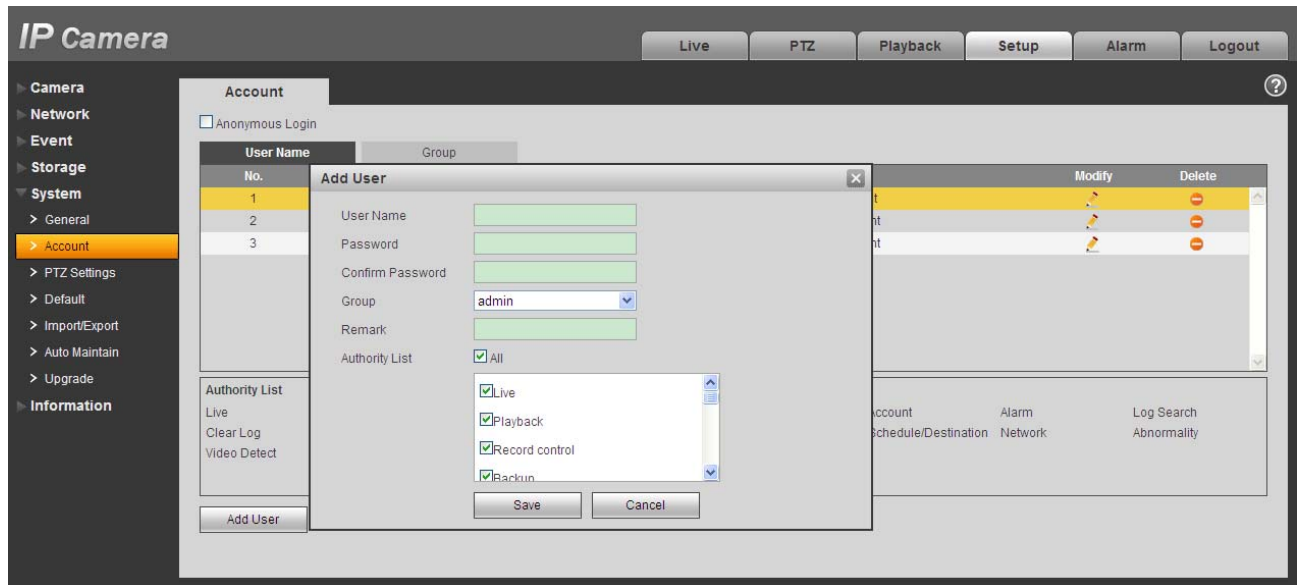 IP Camera
Live PTZ Playback Setup Alarm Logout
Camera
Network
Event
Storage
System
> General
> Account
> PTZ Settings
> Default
> Import/Export
> Auto Maintain
> Upgrade
Information
Account
?
Anonymous Login
User Name Group
No. Modify Delete
1
2
3
Add User
User Name
Password
Confirm Password
Group admin
Remark
Authority List All
Live
Playback
Record control
Backup
Save Cancel
Authority List
Live Account Alarm Log Search
Clear Log Schedule/Destination Network Abnormality
Video Detect
Add User